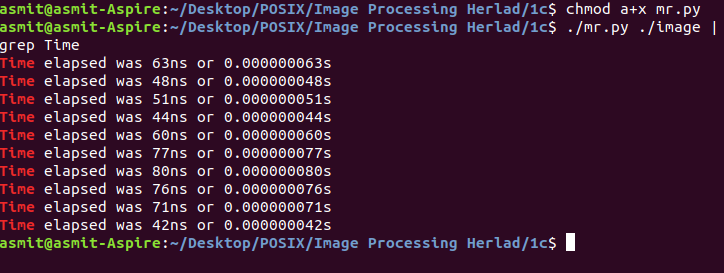 asmit@asmit-Aspire:~/Desktop/POSIX/Image Processing Herlad/1c$ chmod a+x mr.py
asmit@asmit-Aspire:~/Desktop/POSIX/Image Processing Herlad/1c$ ./mr.py ./image |
grep Time
Time elapsed was 63ns or 0.000000063s
Time elapsed was 48ns or 0.000000048s
Time elapsed was 51ns or 0.000000051s
Time elapsed was 44ns or 0.000000044s
Time elapsed was 60ns or 0.000000060s
Time elapsed was 77ns or 0.000000077s
Time elapsed was 80ns or 0.000000080s
Time elapsed was 76ns or 0.000000076s
Time elapsed was 71ns or 0.000000071s
Time elapsed was 42ns or 0.000000042s
asmit@asmit-Aspire:~/Desktop/POSIX/Image Processing Herlad/1c$